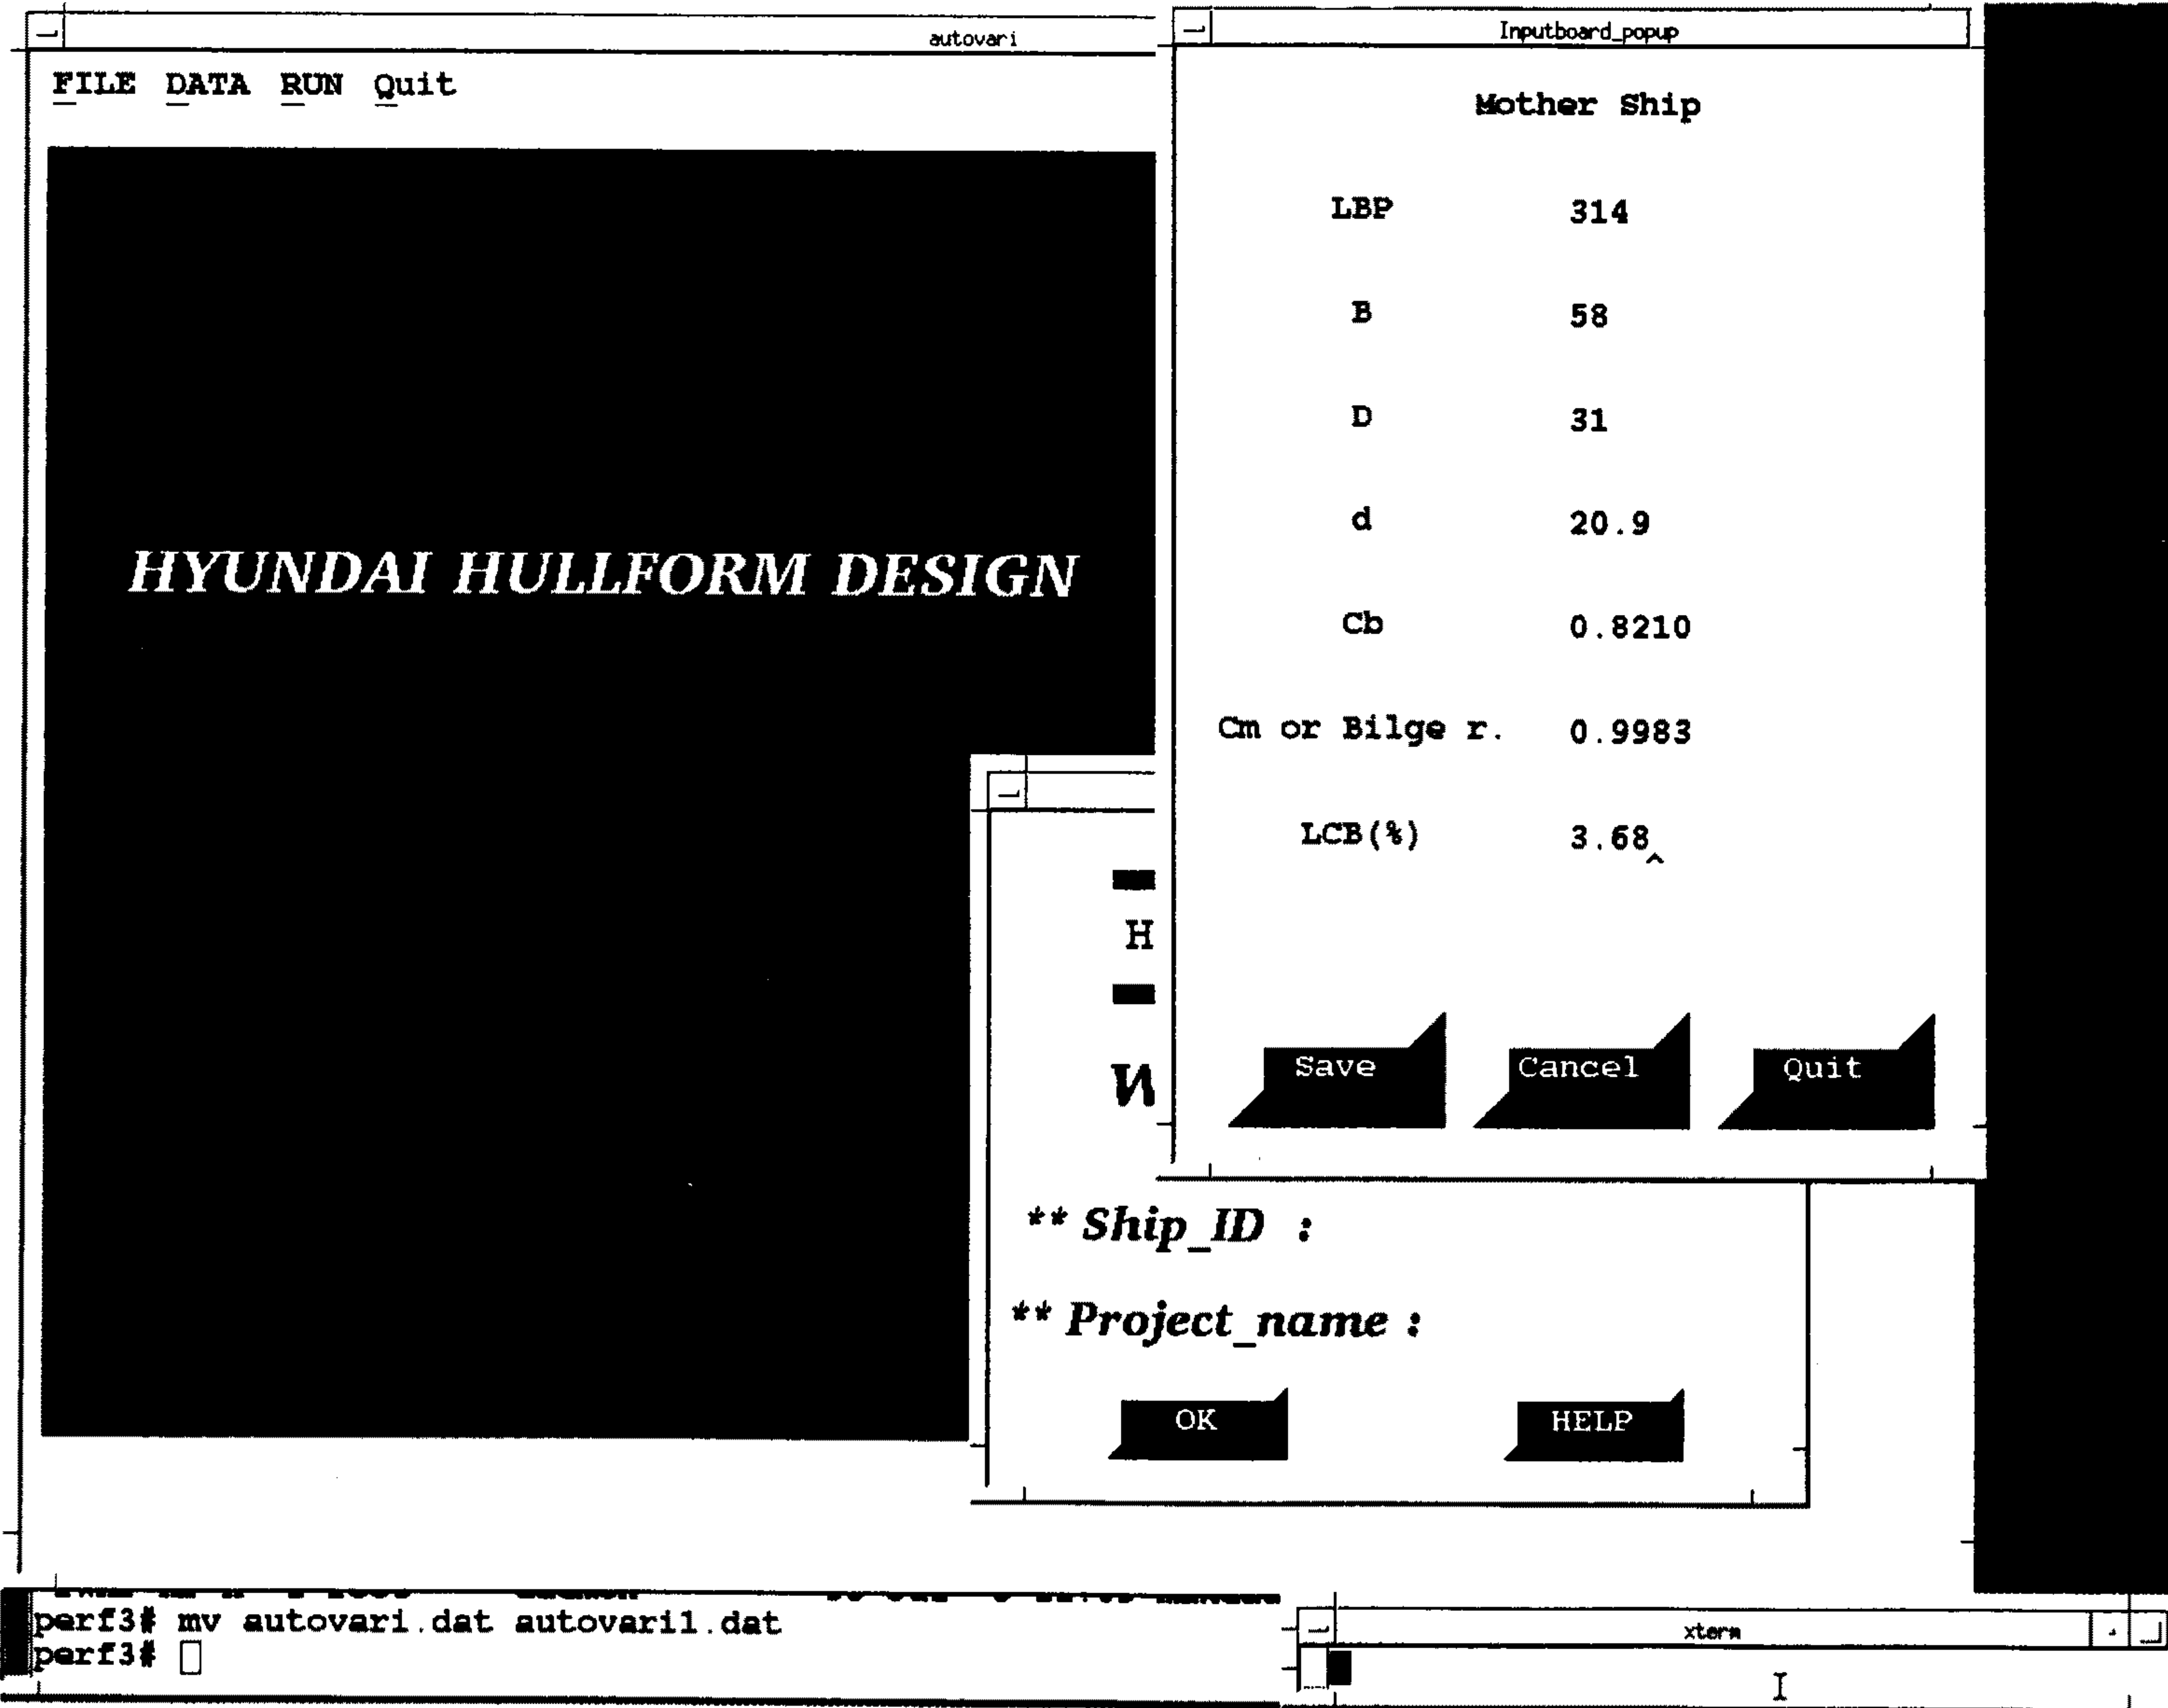 autovari
FILE DATA RUN Quit
HYUNDAI HULLFORM DESIGN
Inputboard_popup
Mother Ship
LBP 314
B 58
D 31
d 20.9
Cb 0.8210
Cm or Bilge r. 0.9983
LCB(%) 3.68
Save Cancel Quit
H
** Ship_ID :
** Project_name :
OK HELP
perf3# mv autovari.dat autovari1.dat
perf3#
xterm